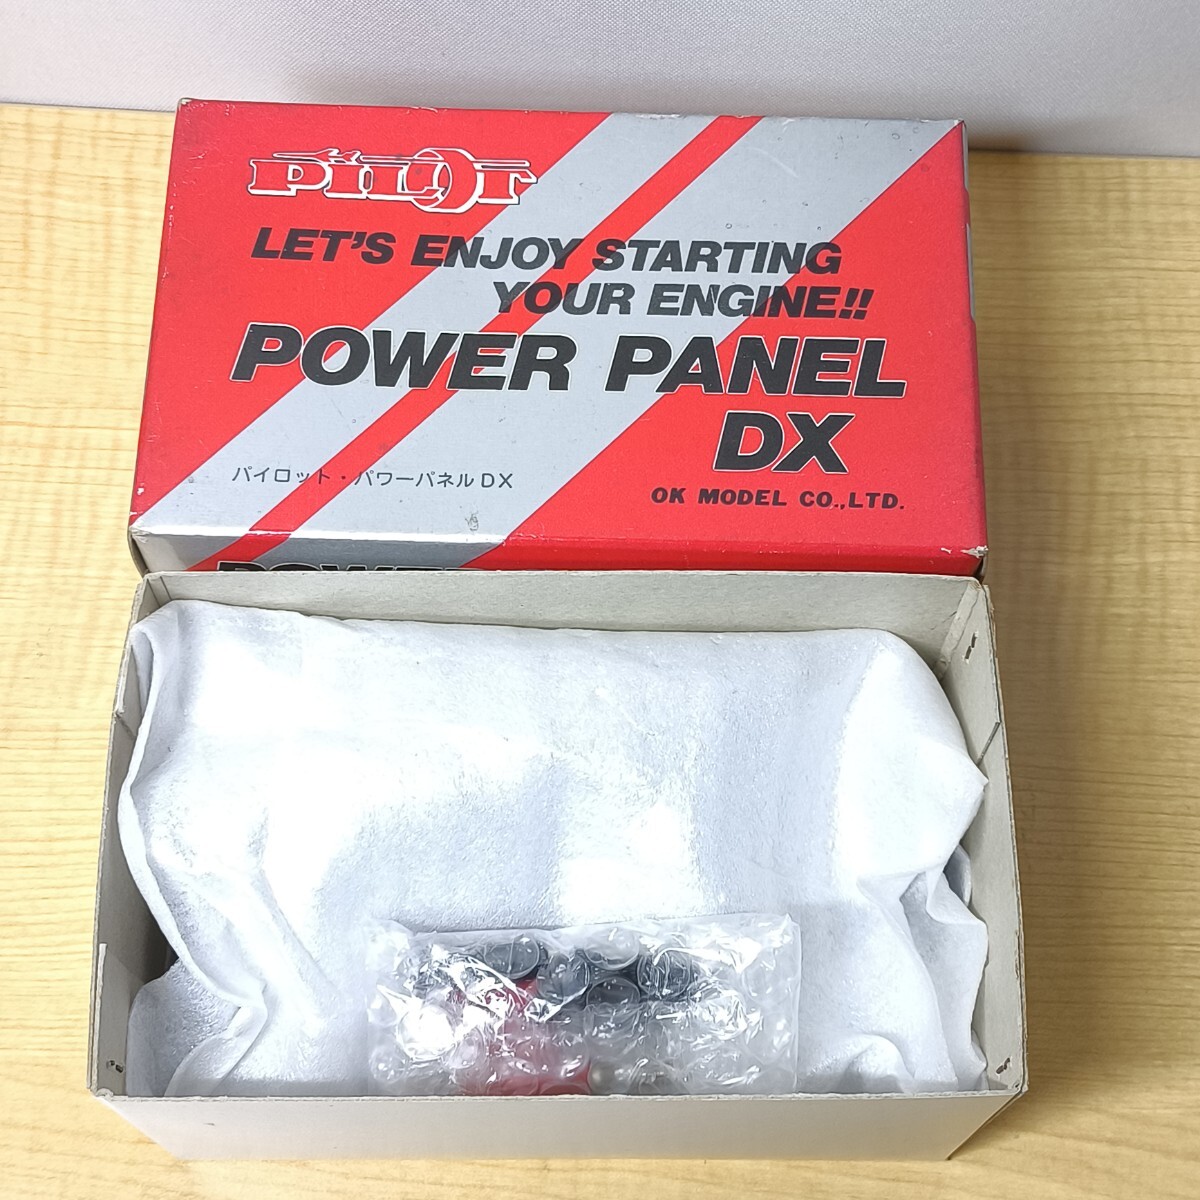 PILOT
LET'S ENJOY STARTING
YOUR ENGINE!!
POWER PANEL
DX
パイロット・パワーパネルDX
OK MODEL CO.,LTD.
POWER